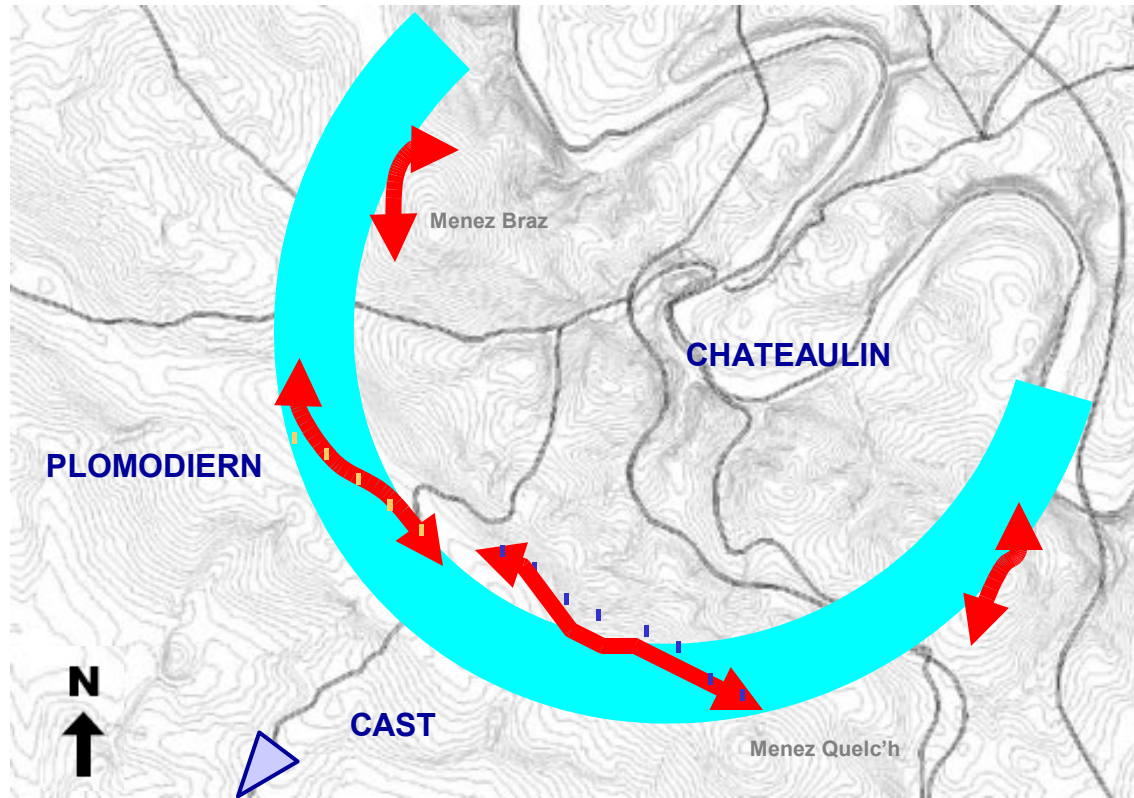 Menez Braz
CHATEAULIN
PLOMODIERN
N
CAST
Menez Quelc'h